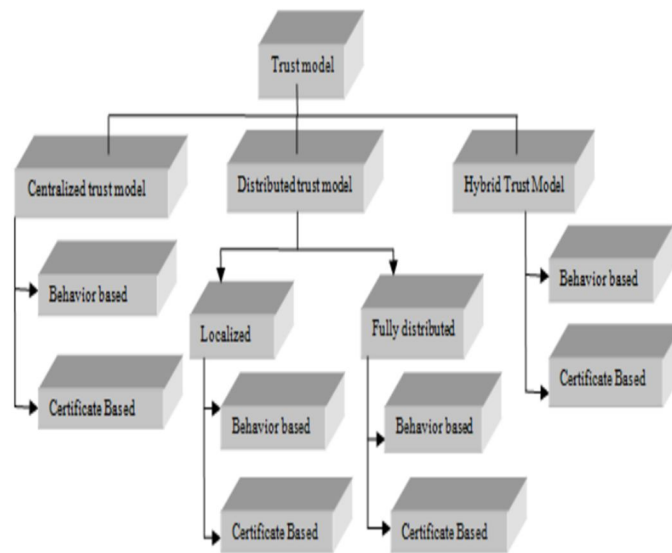 Trust model
Centralized trust model
Distributed trust model
Hybrid Trust Model
Behavior based
Certificate Based
Localized
Fully distributed
Behavior based
Certificate Based
Behavior based
Certificate Based
Behavior based
Certificate Based